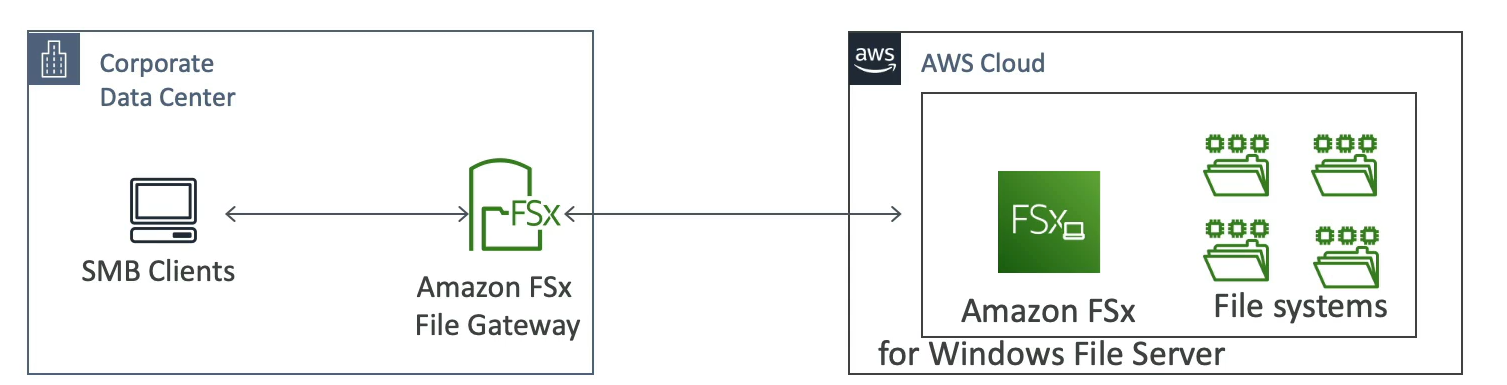 Corporate
Data Center
SMB Clients
FSx
Amazon FSx
File Gateway
aws
AWS Cloud
FSx
Amazon FSx
for Windows File Server
File systems